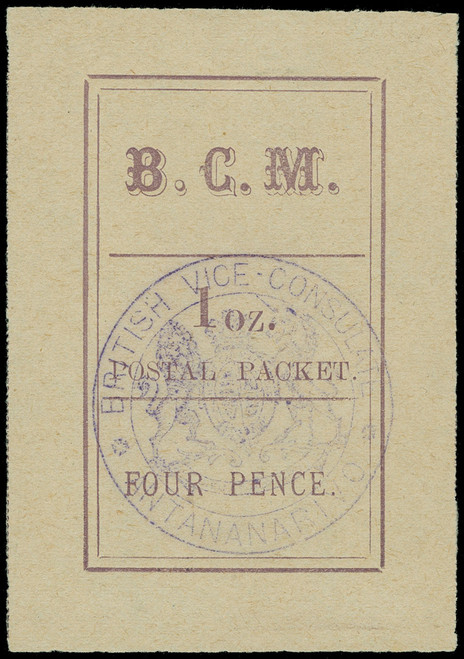 B. C. M.
1 oz.
POSTAL PACKET.
FOUR PENCE.
BRITISH VICE-CONSULATE
ANTANANARIVO